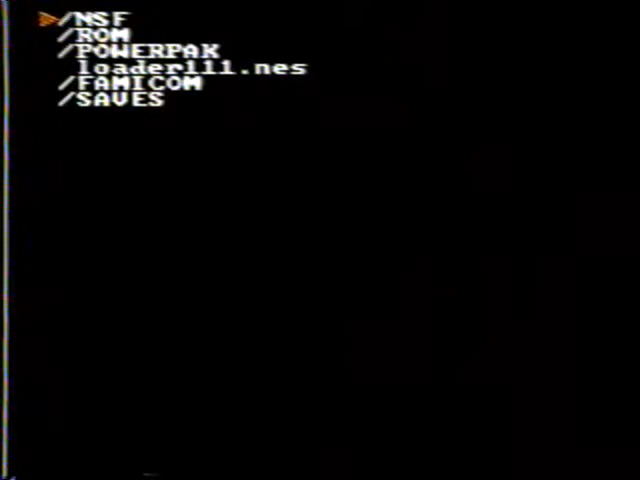 /NSF
/ROM
/POWERPAK
loader111.nes
/FAMICOM
/SAVES